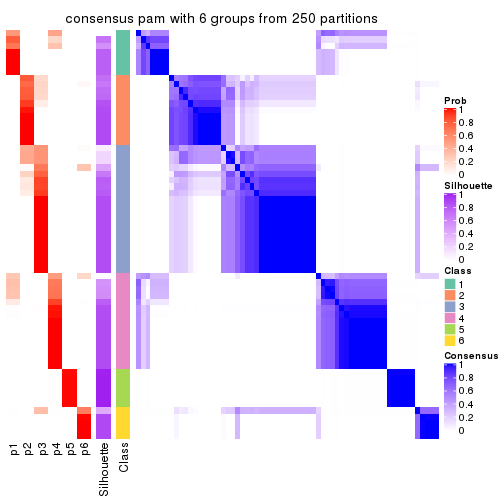 consensus pam with 6 groups from 250 partitions
Prob
1
0.8
0.6
0.4
0.2
0
Silhouette
1
0.8
0.6
0.4
0.2
0
Class
1
2
3
4
5
6
Consensus
1
0.8
0.6
0.4
0.2
0
p1
p2
p3
p4
p5
p6
Silhouette
Class